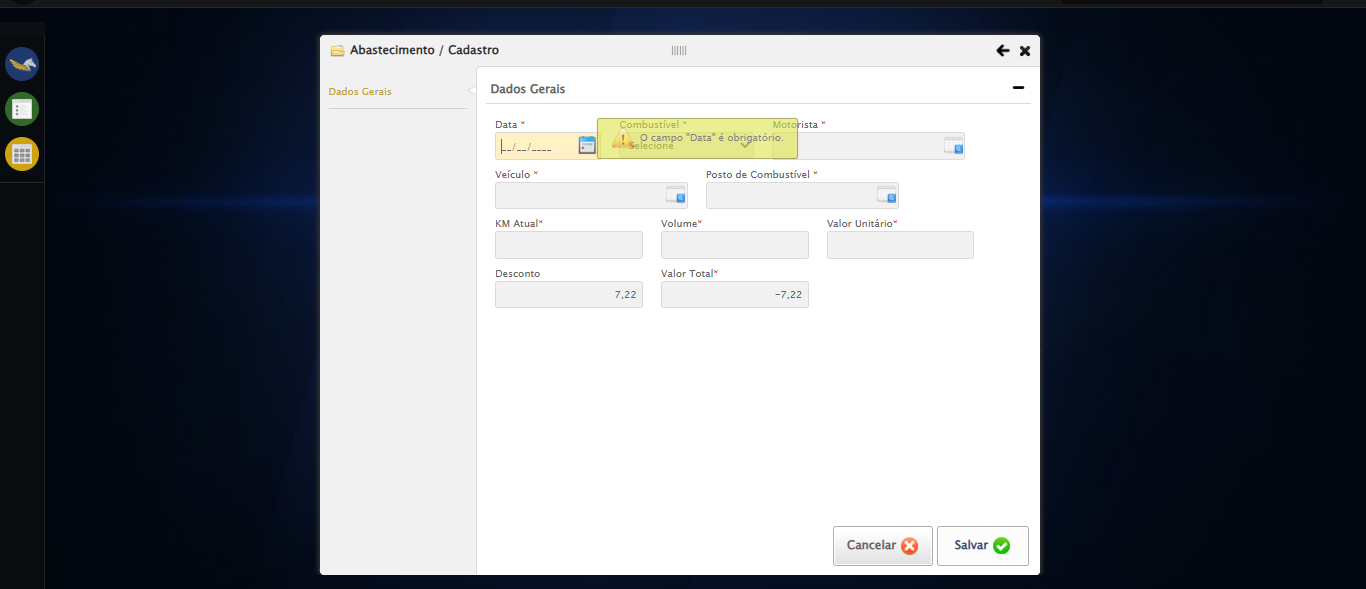 Abastecimento / Cadastro
Dados Gerais
Dados Gerais
Data *
Combustível *
Motorista *
O campo "Data" é obrigatório.
__/__/____
Selecione
Veículo *
Posto de Combustível *
KM Atual*
Volume*
Valor Unitário*
Desconto
Valor Total*
7,22
-7,22
Cancelar
Salvar